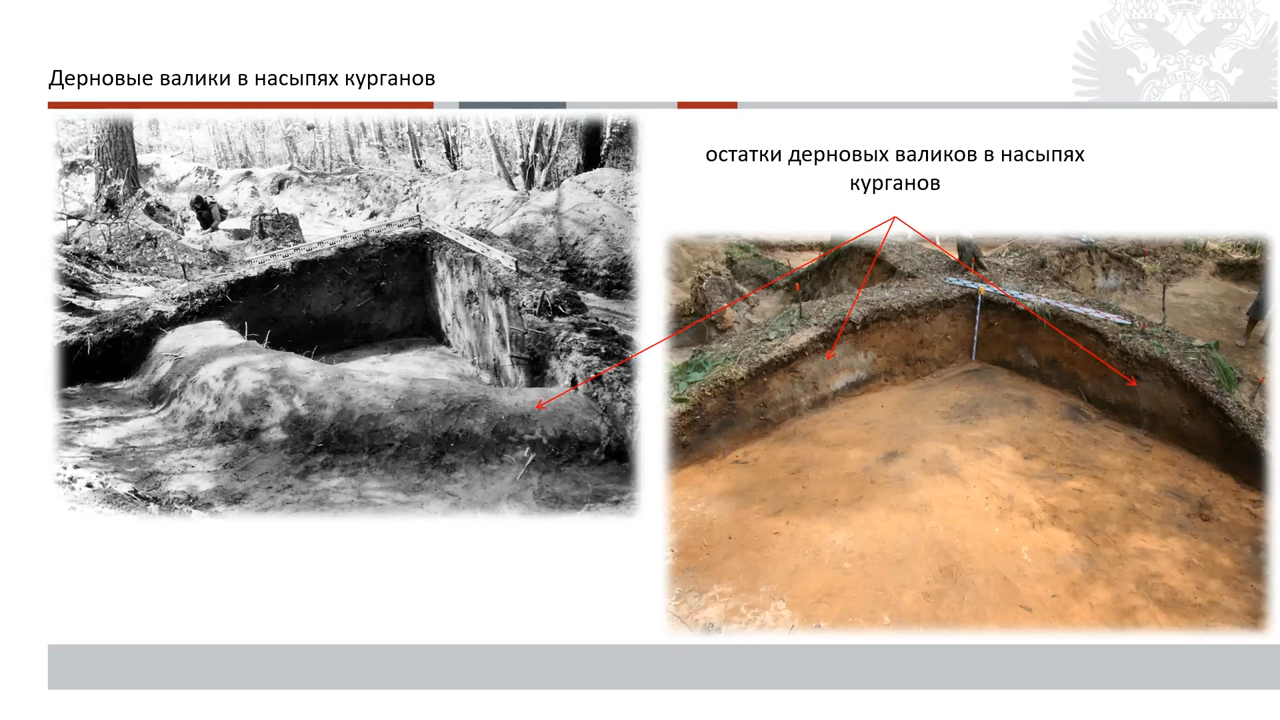 Дерновые валики в насыпях курганов
остатки дерновых валиков в насыпях
курганов